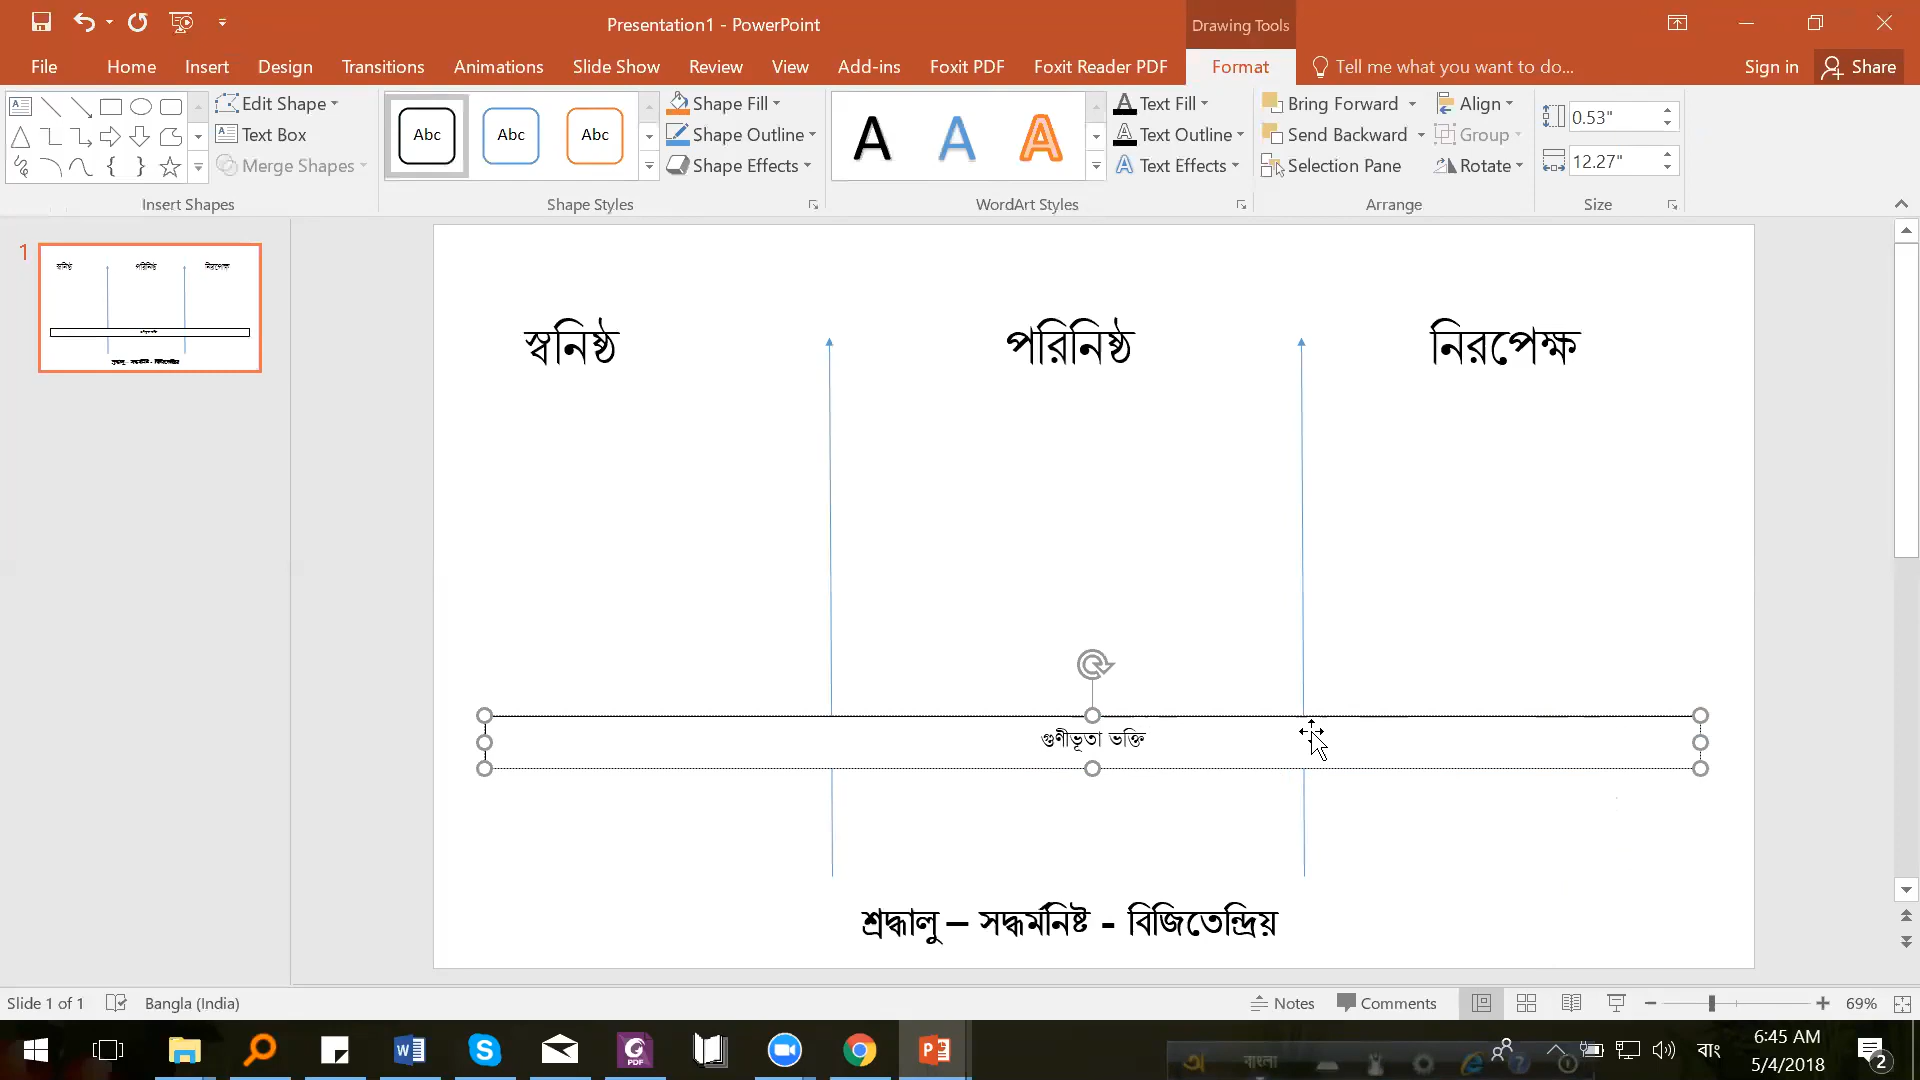 Presentation1 - PowerPoint
Drawing Tools
File Home Insert Design Transitions Animations Slide Show Review View Add-ins Foxit PDF Foxit Reader PDF Format Tell me what you want to do... Sign in Share
Edit Shape
Text Box
Merge Shapes
Insert Shapes
Abc Abc Abc
Shape Fill
Shape Outline
Shape Effects
Shape Styles
A A A
Text Fill
Text Outline
Text Effects
WordArt Styles
Bring Forward
Send Backward
Selection Pane
Align
Group
Rotate
Arrange
0.53"
12.27"
Size
1
স্বনিষ্ঠ পরিনিষ্ঠ নিরপেক্ষ
গুণীভূতা ভক্তি
শ্রদ্ধালু – সদ্ধর্মনিষ্ট - বিজিতেন্দ্রিয়
Slide 1 of 1 Bangla (India) Notes Comments 69%
বাংলা
বাং
6:45 AM
5/4/2018
2